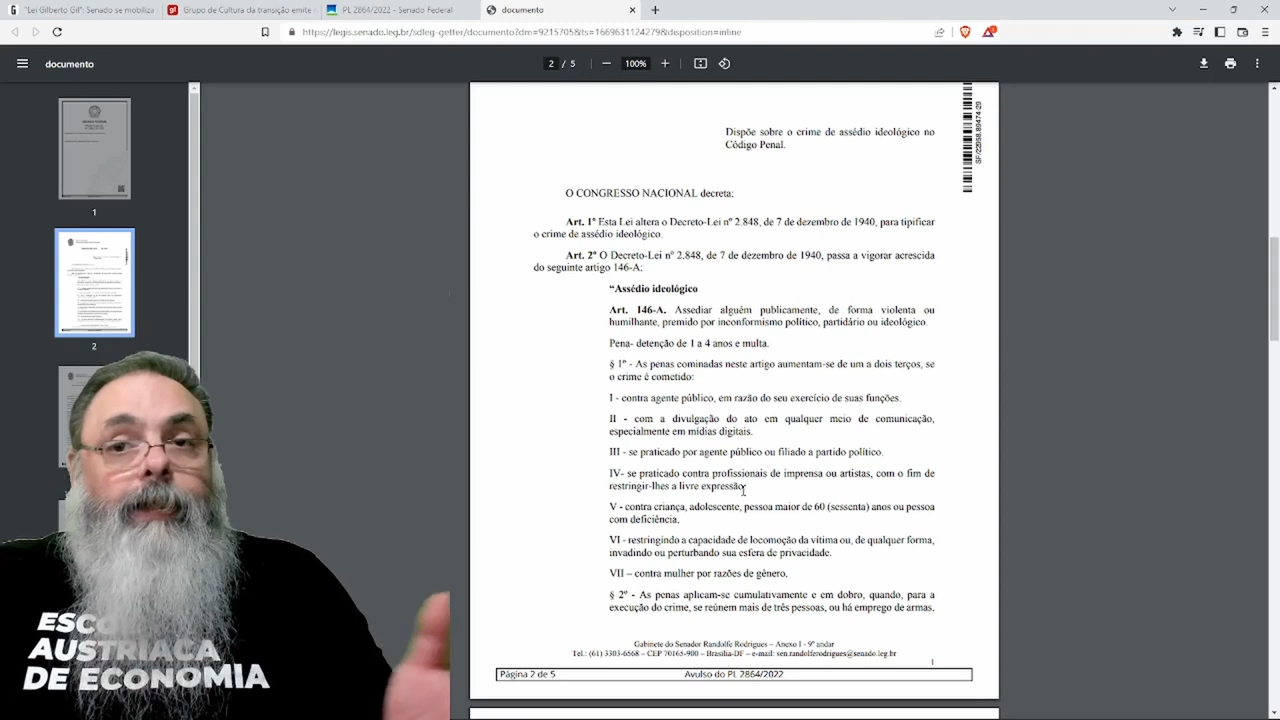 "Lei Gilberto Gil": Senado se mobiliza
Grupo de Cultura da transição emite
PL 2864/2022 - Senado Federal
documento
https://legis.senado.leg.br/sdleg-getter/documento?dm=9215705&ts=1669631124279&disposition=inline
documento
2 / 5
100%
SF/22958.89474-29
Dispõe sobre o crime de assédio ideológico no
Código Penal.
O CONGRESSO NACIONAL decreta:
Art. 1º Esta Lei altera o Decreto-Lei nº 2.848, de 7 de dezembro de 1940, para tipificar
o crime de assédio ideológico.
Art. 2º O Decreto-Lei nº 2.848, de 7 de dezembro de 1940, passa a vigorar acrescida
do seguinte artigo 146-A:
“Assédio ideológico
Art. 146-A. Assediar alguém publicamente, de forma violenta ou
humilhante, premido por inconformismo político, partidário ou ideológico.
Pena- detenção de 1 a 4 anos e multa.
§ 1º - As penas cominadas neste artigo aumentam-se de um a dois terços, se
o crime é cometido:
I - contra agente público, em razão do seu exercício de suas funções.
II - com a divulgação do ato em qualquer meio de comunicação,
especialmente em mídias digitais.
III - se praticado por agente público ou filiado a partido político.
IV- se praticado contra profissionais de imprensa ou artistas, com o fim de
restringir-lhes a livre expressão
V - contra criança, adolescente, pessoa maior de 60 (sessenta) anos ou pessoa
com deficiência.
VI - restringindo a capacidade de locomoção da vítima ou, de qualquer forma,
invadindo ou perturbando sua esfera de privacidade.
VII – contra mulher por razões de gênero.
§ 2º - As penas aplicam-se cumulativamente e em dobro, quando, para a
execução do crime, se reúnem mais de três pessoas, ou há emprego de armas.
Gabinete do Senador Randolfe Rodrigues – Anexo I - 9º andar
Tel.: (61) 3303-6568 – CEP 70165-900 – Brasília-DF – e-mail: sen.randolferodrigues@senado.leg.br
1
Página 2 de 5
Avulso do PL 2864/2022
1
2
DE ECONOMIA